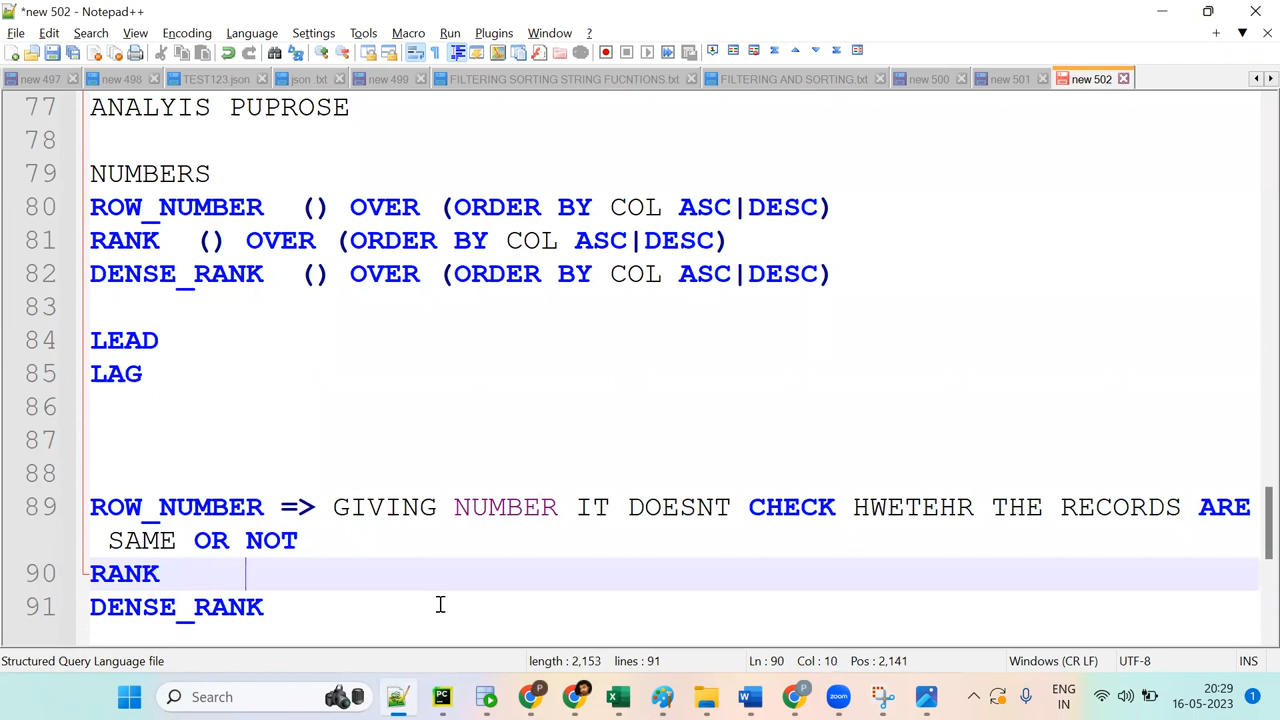 *new 502 - Notepad++
File Edit Search View Encoding Language Settings Tools Macro Run Plugins Window ?
new 497 new 498 TEST123.json json .txt new 499 FILTERING SORTING STRING FUCNTIONS.txt FILTERING AND SORTING.txt new 500 new 501 new 502
77 ANALYIS PUPROSE
78
79 NUMBERS
80 ROW_NUMBER () OVER (ORDER BY COL ASC|DESC)
81 RANK () OVER (ORDER BY COL ASC|DESC)
82 DENSE_RANK () OVER (ORDER BY COL ASC|DESC)
83
84 LEAD
85 LAG
86
87
88
89 ROW_NUMBER => GIVING NUMBER IT DOESNT CHECK HWETEHR THE RECORDS ARE
SAME OR NOT
90 RANK
91 DENSE_RANK
Structured Query Language file length : 2,153 lines : 91 Ln : 90 Col : 10 Pos : 2,141 Windows (CR LF) UTF-8 INS
Search ENG IN 20:29 16-05-2023 1